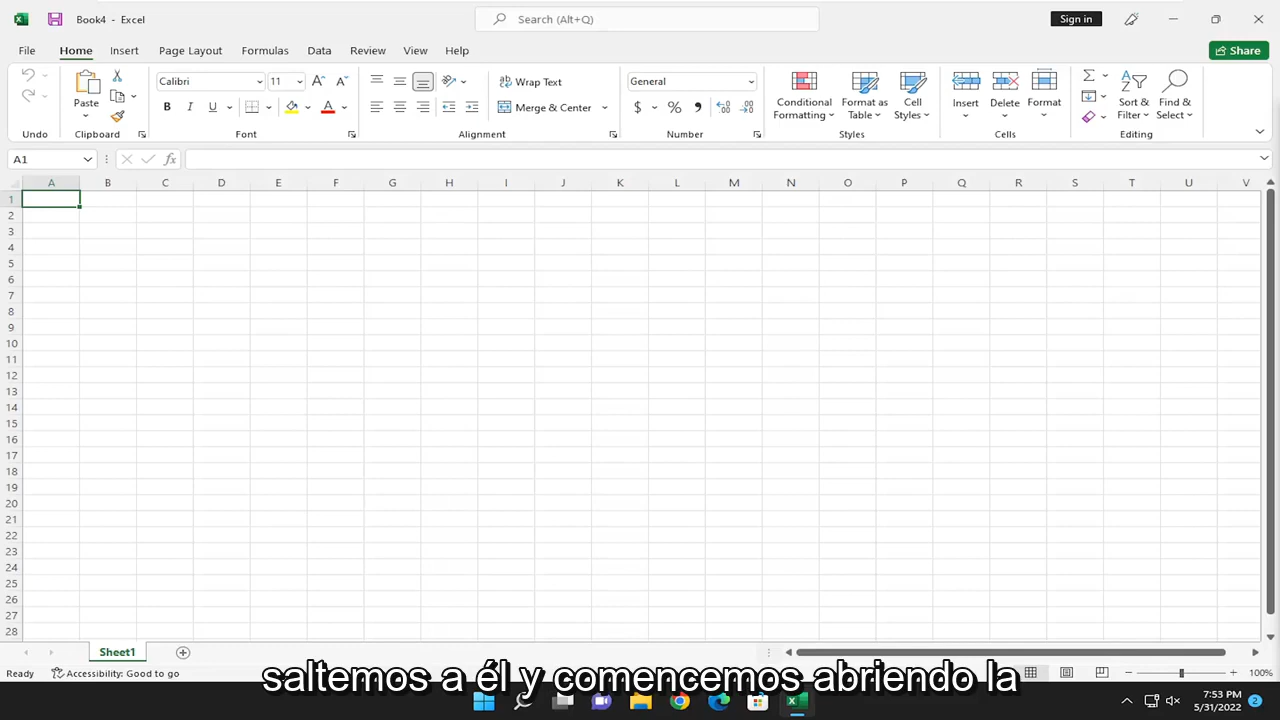 Book4 - Excel
Search (Alt+Q)
Sign in
File Home Insert Page Layout Formulas Data Review View Help
Share
Calibri 11
Wrap Text
General
Paste
B I U
Merge & Center
$ % ,
Conditional Formatting
Format as Table
Cell Styles
Insert
Delete
Format
Sort & Filter
Find & Select
Undo Clipboard Font Alignment Number Styles Cells Editing
A1
fx
A B C D E F G H I J K L M N O P Q R S T U V
1
2
3
4
5
6
7
8
9
10
11
12
13
14
15
16
17
18
19
20
21
22
23
24
25
26
27
28
Sheet1
Ready
Accessibility: Good to go
100%
saltemos a él y comencemos abriendo la
7:53 PM
5/31/2022
2